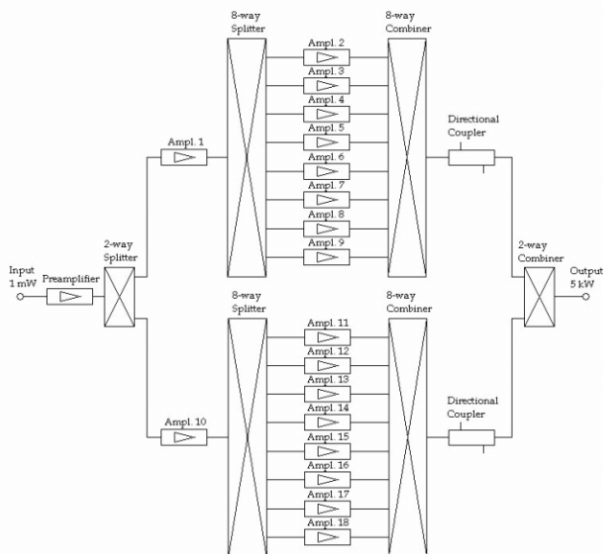 8-way
Splitter
8-way
Combiner
Ampl. 2
Ampl. 3
Ampl. 4
Ampl. 5
Ampl. 6
Ampl. 7
Ampl. 8
Ampl. 9
Directional
Coupler
Ampl. 1
2-way
Splitter
2-way
Combiner
Input
1 mW
Preamplifier
Output
5 kW
8-way
Splitter
8-way
Combiner
Ampl. 11
Ampl. 12
Ampl. 13
Ampl. 14
Ampl. 15
Ampl. 16
Ampl. 17
Ampl. 18
Directional
Coupler
Ampl. 10